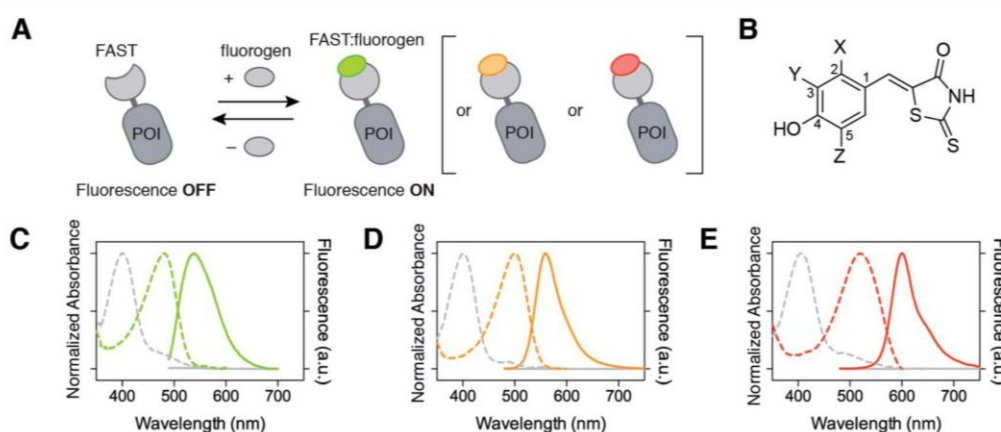 A
FAST
fluorogen
+
−
FAST:fluorogen
POI
POI
or
POI
or
POI
Fluorescence OFF
Fluorescence ON
B
X
Y
Z
HO
1
2
3
4
5
O
NH
S
S
C
Normalized Absorbance
Fluorescence (a.u.)
400 500 600 700
Wavelength (nm)
D
Normalized Absorbance
Fluorescence (a.u.)
400 500 600 700
Wavelength (nm)
E
Normalized Absorbance
Fluorescence (a.u.)
400 500 600 700
Wavelength (nm)